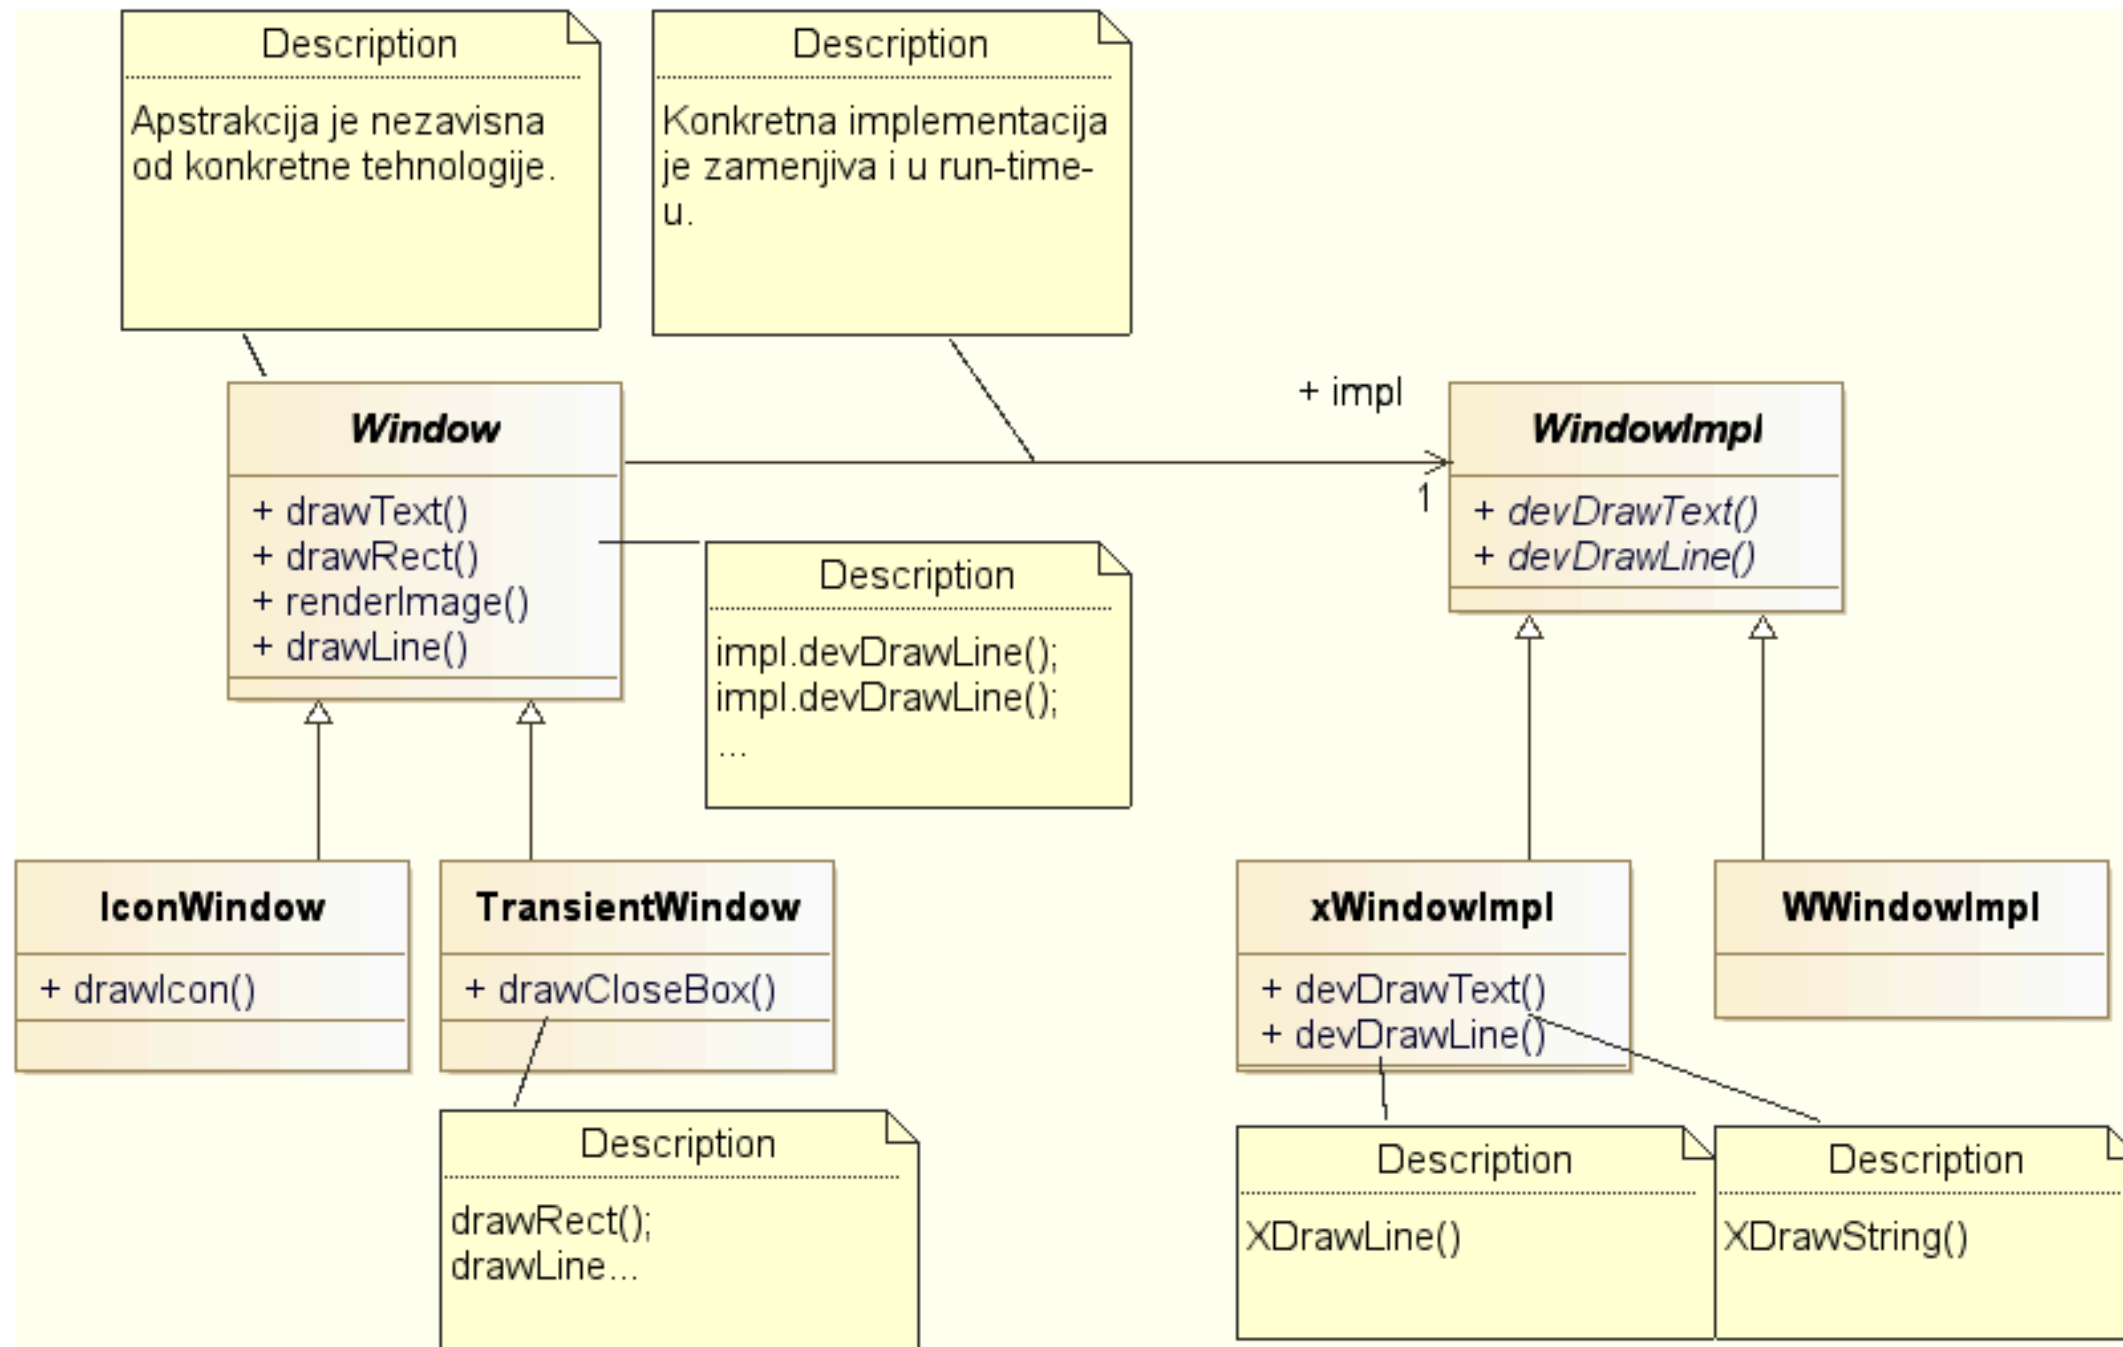 Description
Apstrakcija je nezavisna
od konkretne tehnologije.
Description
Konkretna implementacija
je zamenjiva i u run-time-
u.
Window
+ drawText()
+ drawRect()
+ renderImage()
+ drawLine()
+ impl
1
WindowImpl
+ devDrawText()
+ devDrawLine()
Description
impl.devDrawLine();
impl.devDrawLine();
...
IconWindow
+ drawIcon()
TransientWindow
+ drawCloseBox()
xWindowImpl
+ devDrawText()
+ devDrawLine()
WWindowImpl
Description
drawRect();
drawLine...
Description
XDrawLine()
Description
XDrawString()